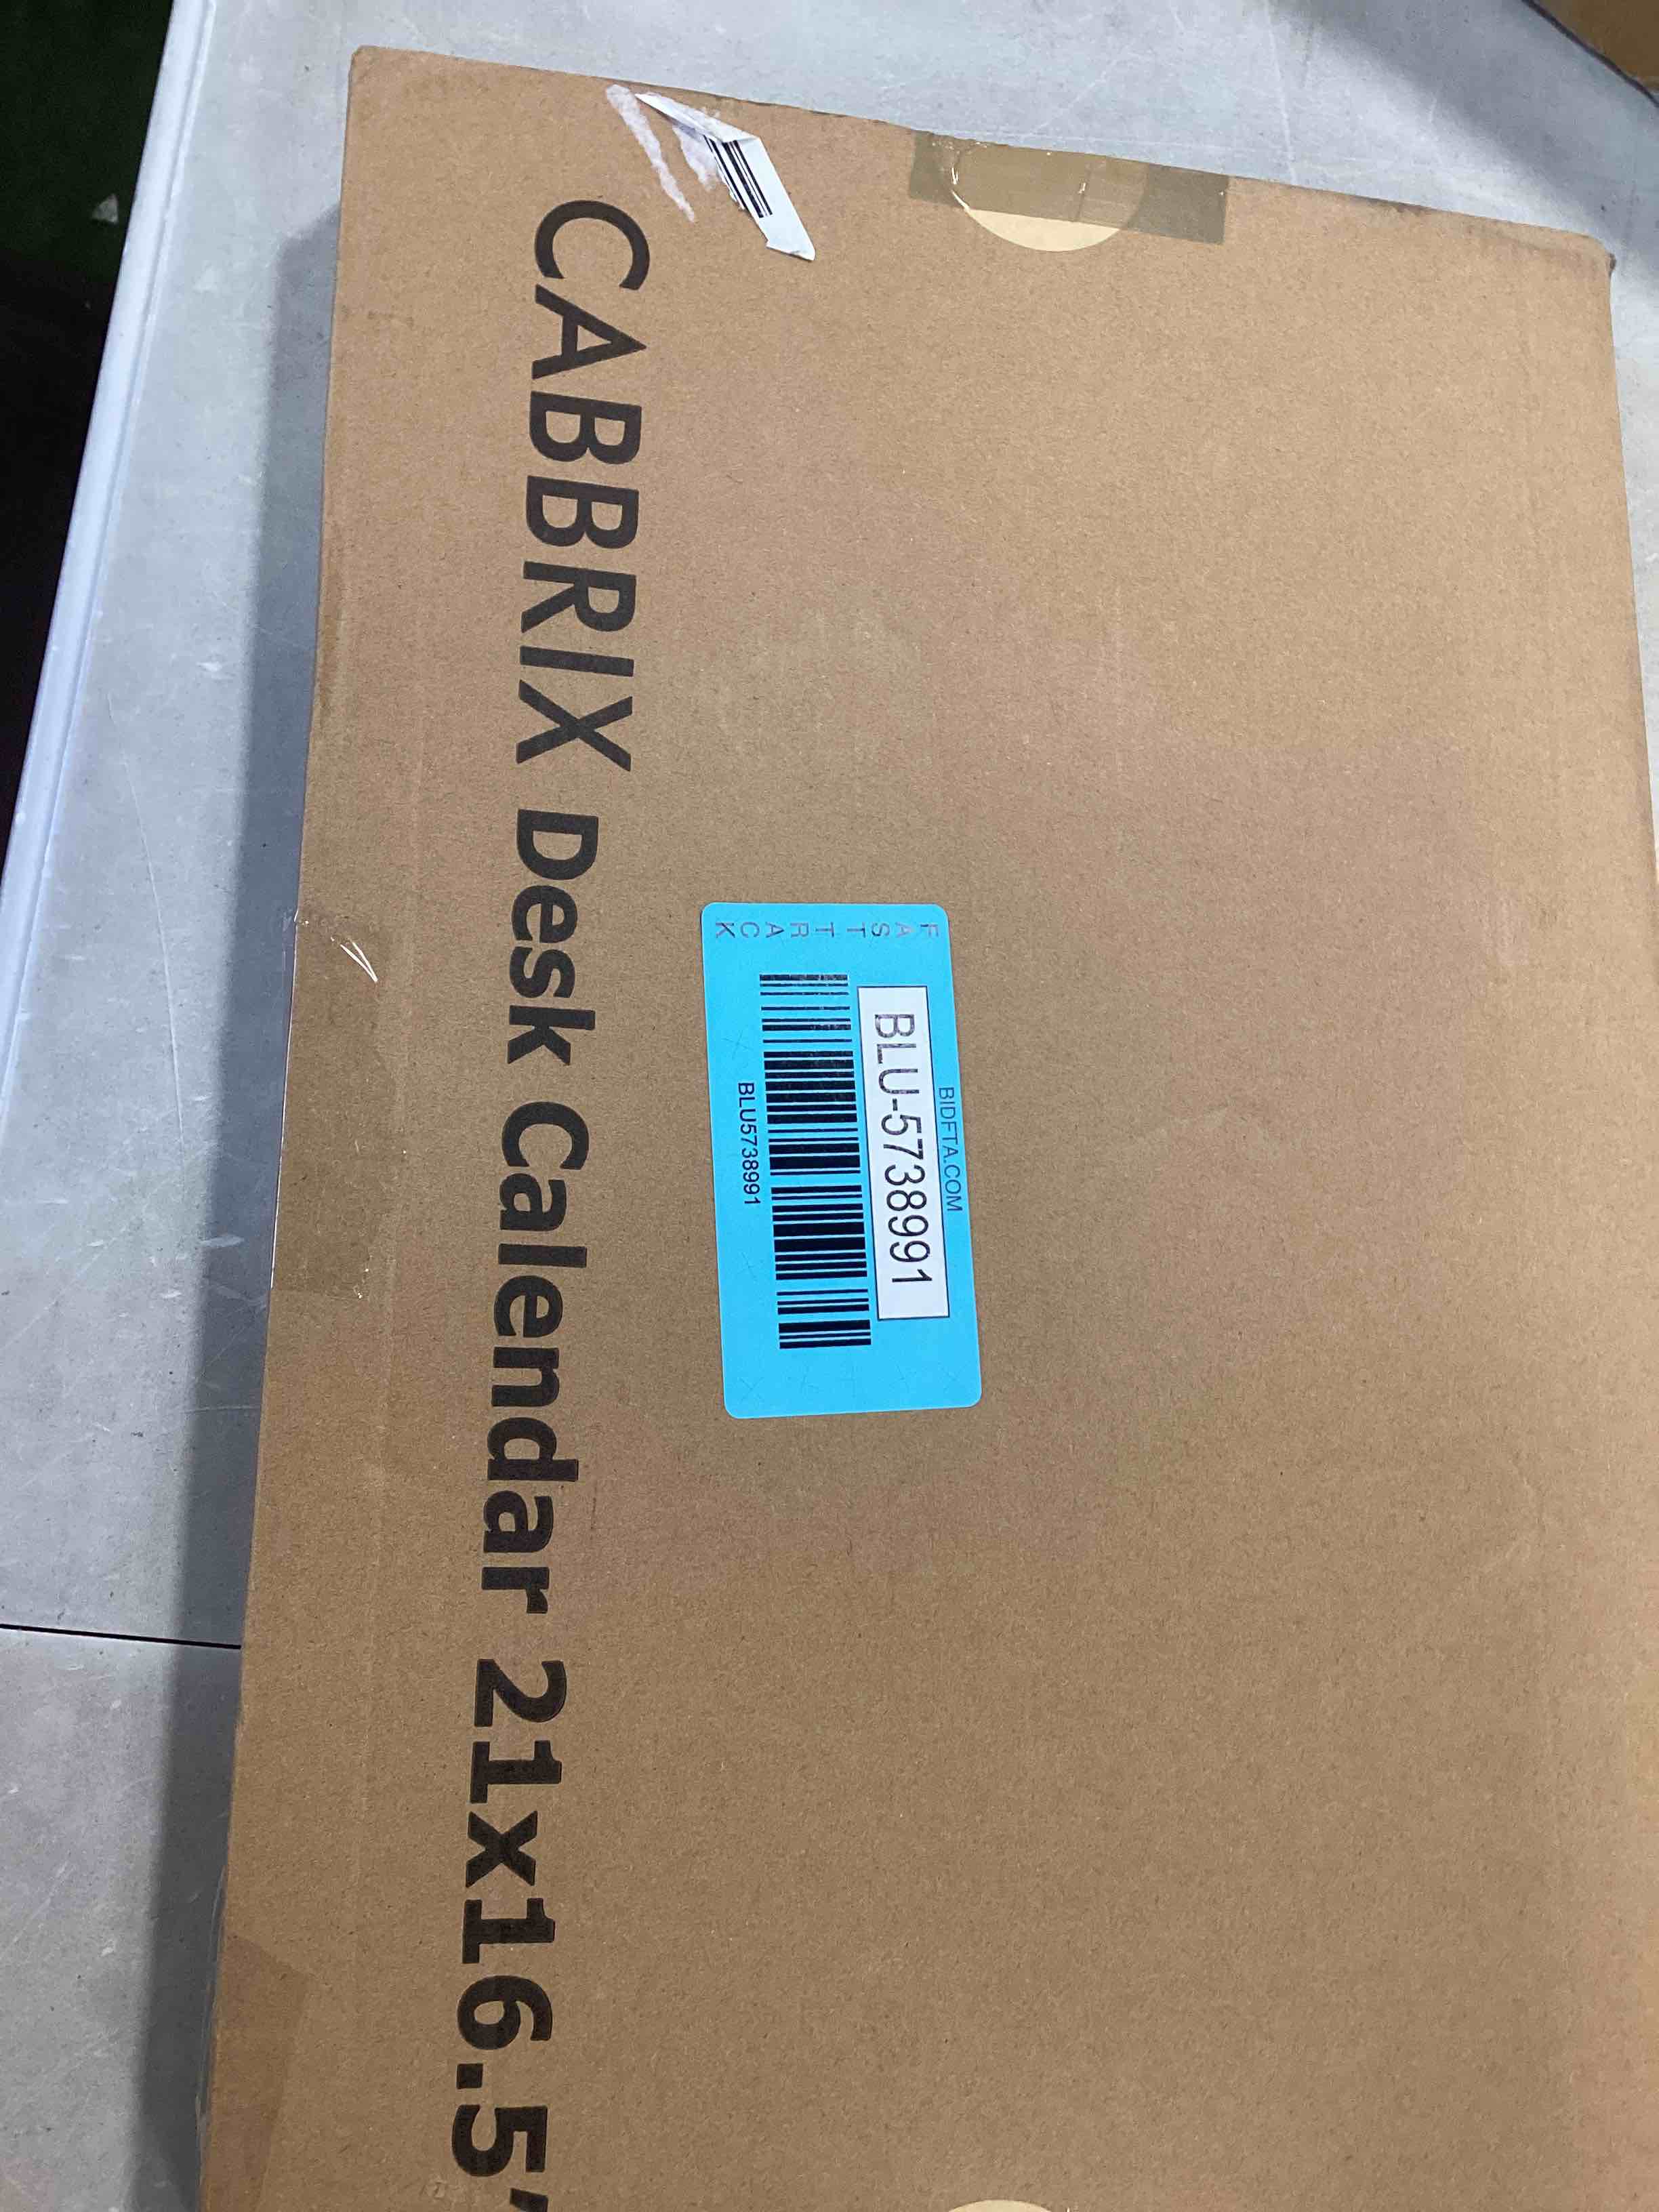 CABBRIX Desk Calendar 21x16.5"
BIDFTA.COM
BLU-5738991
BLU5738991
FAST
TRACK